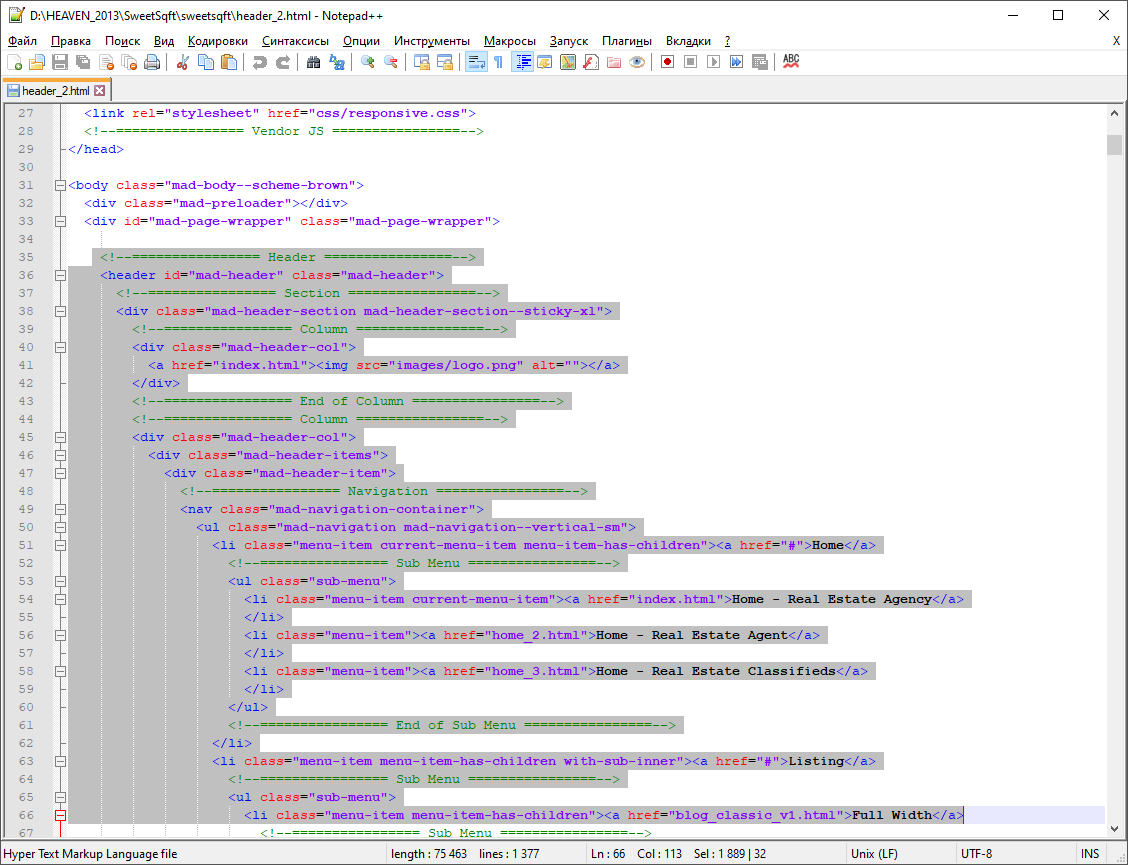 D:\HEAVEN_2013\SweetSqft\sweetsqft\header_2.html - Notepad++
Файл Правка Поиск Вид Кодировки Синтаксисы Опции Инструменты Макросы Запуск Плагины Вкладки ? X
ABC
header_2.html
27 <link rel="stylesheet" href="css/responsive.css">
28 <!--================ Vendor JS ================-->
29 </head>
30
31 <body class="mad-body--scheme-brown">
32 <div class="mad-preloader"></div>
33 <div id="mad-page-wrapper" class="mad-page-wrapper">
34
35 <!--================ Header ================-->
36 <header id="mad-header" class="mad-header">
37 <!--================ Section ================-->
38 <div class="mad-header-section mad-header-section--sticky-xl">
39 <!--================ Column ================-->
40 <div class="mad-header-col">
41 <a href="index.html"><img src="images/logo.png" alt=""></a>
42 </div>
43 <!--================ End of Column ================-->
44 <!--================ Column ================-->
45 <div class="mad-header-col">
46 <div class="mad-header-items">
47 <div class="mad-header-item">
48 <!--================ Navigation ================-->
49 <nav class="mad-navigation-container">
50 <ul class="mad-navigation mad-navigation--vertical-sm">
51 <li class="menu-item current-menu-item menu-item-has-children"><a href="#">Home</a>
52 <!--================ Sub Menu ================-->
53 <ul class="sub-menu">
54 <li class="menu-item current-menu-item"><a href="index.html">Home - Real Estate Agency</a>
55 </li>
56 <li class="menu-item"><a href="home_2.html">Home - Real Estate Agent</a>
57 </li>
58 <li class="menu-item"><a href="home_3.html">Home - Real Estate Classifieds</a>
59 </li>
60 </ul>
61 <!--================ End of Sub Menu ================-->
62 </li>
63 <li class="menu-item menu-item-has-children with-sub-inner"><a href="#">Listing</a>
64 <!--================ Sub Menu ================-->
65 <ul class="sub-menu">
66 <li class="menu-item menu-item-has-children"><a href="blog_classic_v1.html">Full Width</a>
67 <!--================ Sub Menu ================-->
Hyper Text Markup Language file length : 75 463 lines : 1 377 Ln : 66 Col : 113 Sel : 1 889 | 32 Unix (LF) UTF-8 INS